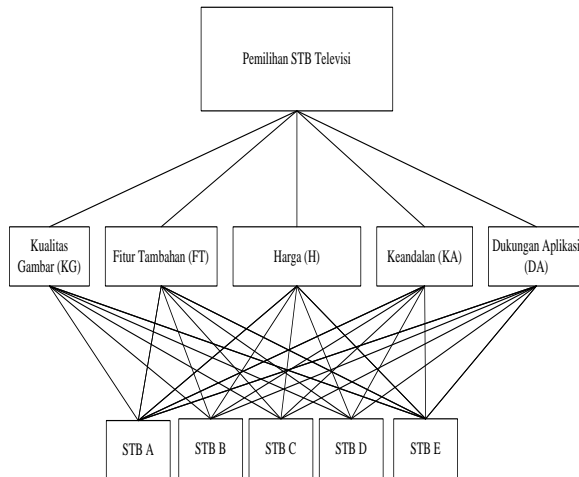 Pemilihan STB Televisi
Kualitas
Gambar (KG)
Fitur Tambahan (FT)
Harga (H)
Keandalan (KA)
Dukungan Aplikasi
(DA)
STB A
STB B
STB C
STB D
STB E